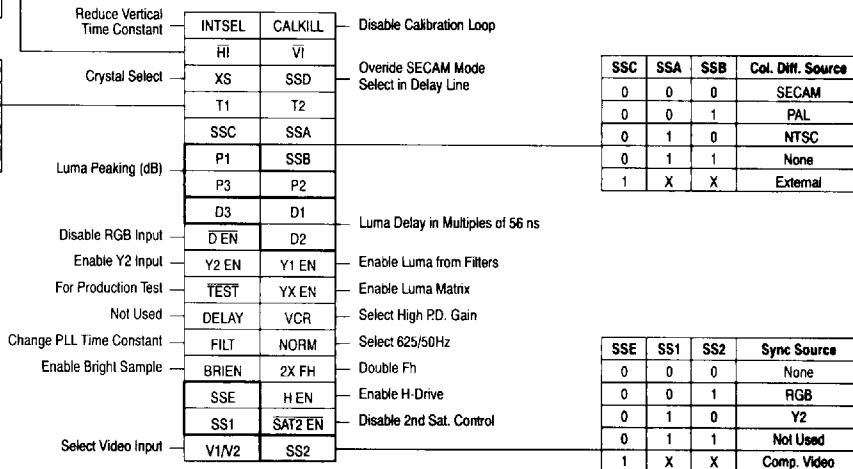 Reduce Vertical
Time Constant INTSEL CALKILL Disable Calibration Loop
HI VI
Crystal Select XS SSD Overide SECAM Mode
Select in Delay Line
T1 T2
SSC SSA
Luma Peaking (dB) P1 SSB
P3 P2
D3 D1 Luma Delay in Multiples of 56 ns
Disable RGB Input D EN D2
Enable Y2 Input Y2 EN Y1 EN Enable Luma from Filters
For Production Test TEST YX EN Enable Luma Matrix
Not Used DELAY VCR Select High P.D. Gain
Change PLL Time Constant FILT NORM Select 625/50Hz
Enable Bright Sample BRIEN 2X FH Double Fh
SSE H EN Enable H-Drive
SS1 SAT2 EN Disable 2nd Sat. Control
Select Video Input V1/V2 SS2
SSC SSA SSB Col. Diff. Source
0 0 0 SECAM
0 0 1 PAL
0 1 0 NTSC
0 1 1 None
1 X X External
SSE SS1 SS2 Sync Source
0 0 0 None
0 0 1 RGB
0 1 0 Y2
0 1 1 Not Used
1 X X Comp. Video